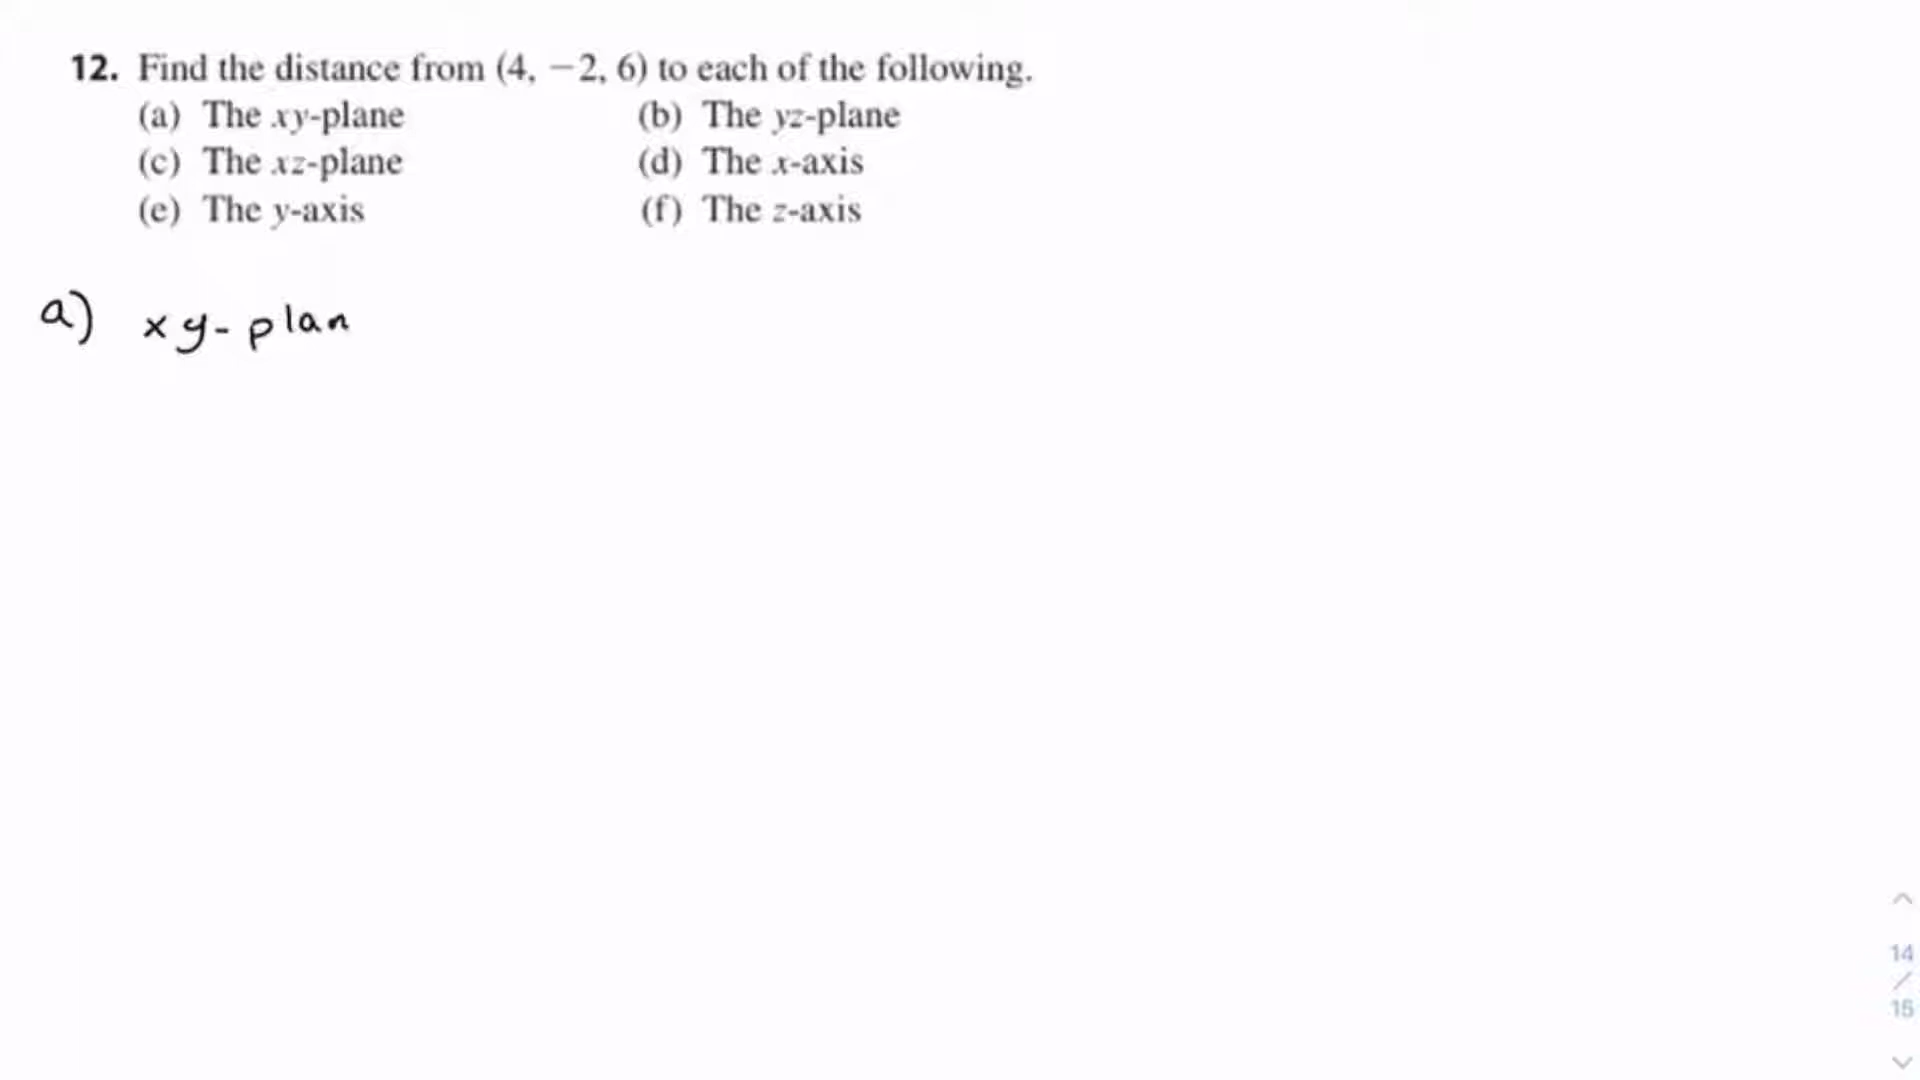 12. Find the distance from (4, −2, 6) to each of the following.
(a) The xy-plane (b) The yz-plane
(c) The xz-plane (d) The x-axis
(e) The y-axis (f) The z-axis
a) xy- plan
14
/
15